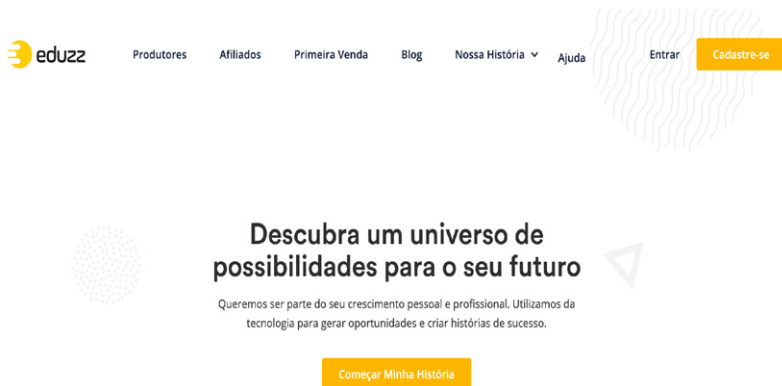 eduzz Produtores Afiliados Primeira Venda Blog Nossa História Ajuda Entrar Cadastre-se
Descubra um universo de
possibilidades para o seu futuro
Queremos ser parte do seu crescimento pessoal e profissional. Utilizamos da
tecnologia para gerar oportunidades e criar histórias de sucesso.
Começar Minha História